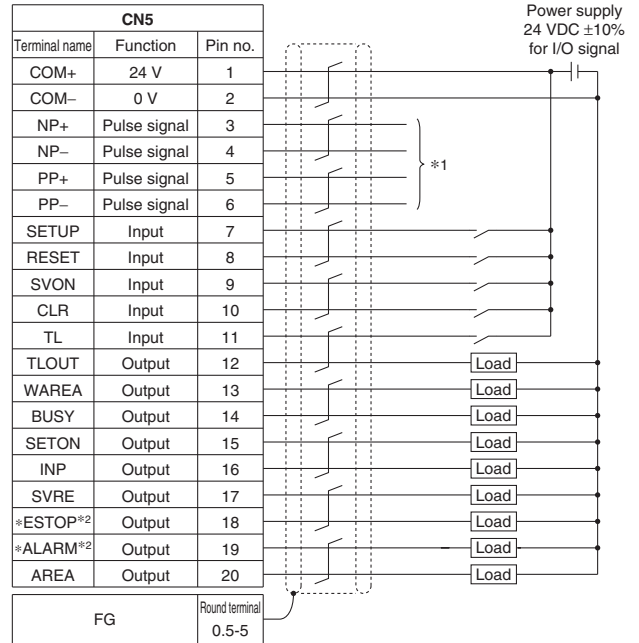 Power supply
24 VDC ±10%
for I/O signal
CN5
Terminal name Function Pin no.
COM+ 24 V 1
COM− 0 V 2
NP+ Pulse signal 3
NP− Pulse signal 4
PP+ Pulse signal 5
PP− Pulse signal 6
*1
SETUP Input 7
RESET Input 8
SVON Input 9
CLR Input 10
TL Input 11
TLOUT Output 12 Load
WAREA Output 13 Load
BUSY Output 14 Load
SETON Output 15 Load
INP Output 16 Load
SVRE Output 17 Load
*ESTOP*2 Output 18 Load
*ALARM*2 Output 19 Load
AREA Output 20 Load
FG Round terminal
0.5-5